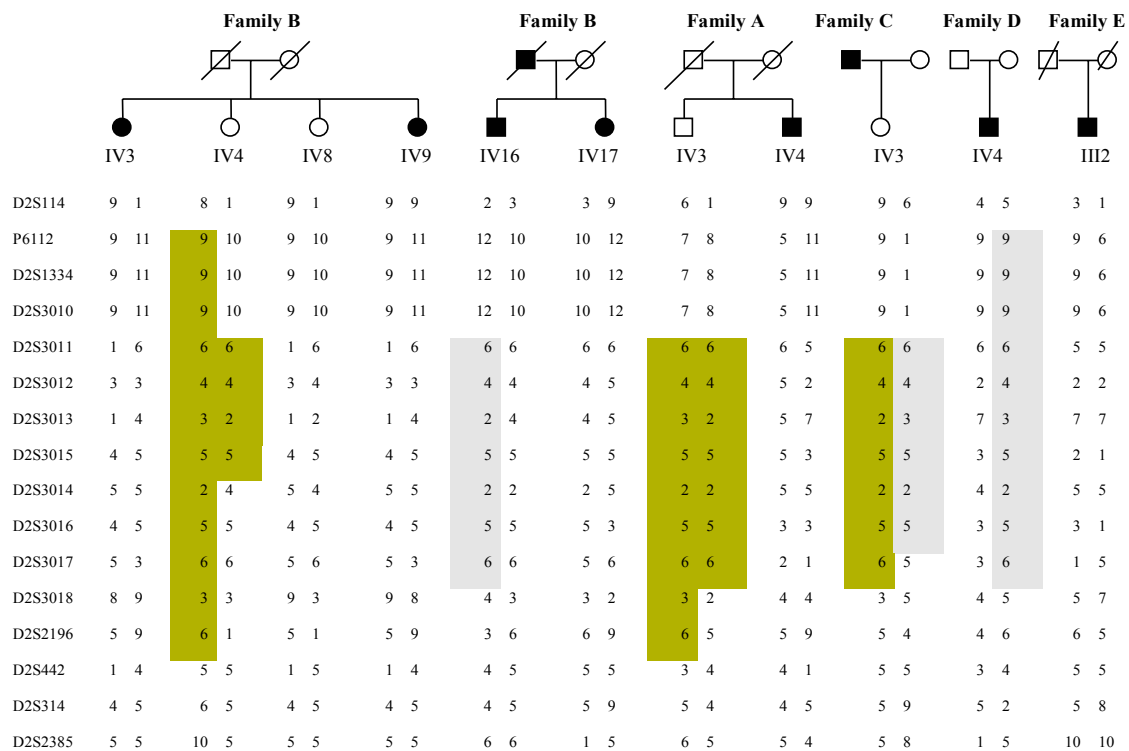 Family B Family B Family A Family C Family D Family E
IV3 IV4 IV8 IV9 IV16 IV17 IV3 IV4 IV3 IV4 III2
D2S114 9 1 8 1 9 1 9 9 2 3 3 9 6 1 9 9 9 6 4 5 3 1
P6112 9 11 9 10 9 10 9 11 12 10 10 12 7 8 5 11 9 1 9 9 9 6
D2S1334 9 11 9 10 9 10 9 11 12 10 10 12 7 8 5 11 9 1 9 9 9 6
D2S3010 9 11 9 10 9 10 9 11 12 10 10 12 7 8 5 11 9 1 9 9 9 6
D2S3011 1 6 6 6 1 6 1 6 6 6 6 6 6 6 6 5 6 6 6 6 5 5
D2S3012 3 3 4 4 3 4 3 3 4 4 4 5 4 4 5 2 4 4 2 4 2 2
D2S3013 1 4 3 2 1 2 1 4 2 4 4 5 3 2 5 7 2 3 7 3 7 7
D2S3015 4 5 5 5 4 5 4 5 5 5 5 5 5 5 5 3 5 5 3 5 2 1
D2S3014 5 5 2 4 5 4 5 5 2 2 2 5 2 2 5 5 2 2 4 2 5 5
D2S3016 4 5 5 5 4 5 4 5 5 5 5 3 5 5 3 3 5 5 3 5 3 1
D2S3017 5 3 6 6 5 6 5 3 6 6 5 6 6 6 2 1 6 5 3 6 1 5
D2S3018 8 9 3 3 9 3 9 8 4 3 3 2 3 2 4 4 3 5 4 5 5 7
D2S2196 5 9 6 1 5 1 5 9 3 6 6 9 6 5 5 9 5 4 4 6 6 5
D2S442 1 4 5 5 1 5 1 4 4 5 5 5 3 4 4 1 5 5 3 4 5 5
D2S314 4 5 6 5 4 5 4 5 4 5 5 9 5 4 4 5 5 9 5 2 5 8
D2S2385 5 5 10 5 5 5 5 5 6 6 1 5 6 5 5 4 5 8 1 5 10 10